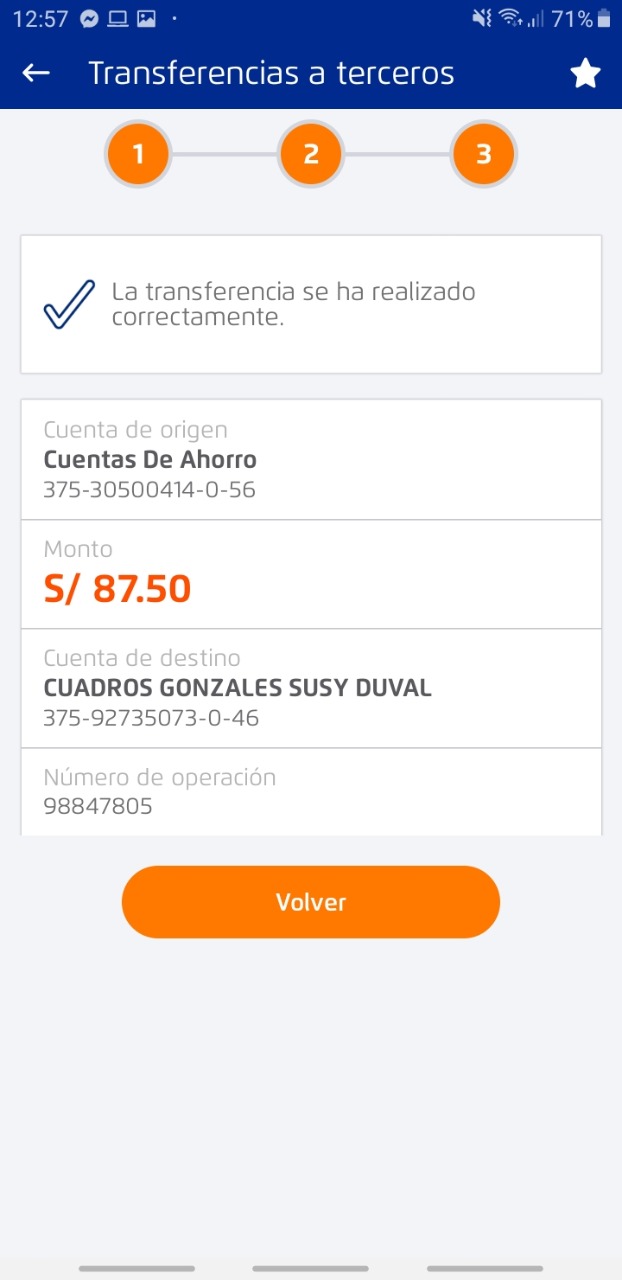 12:57
71%
Transferencias a terceros
1 2 3
La transferencia se ha realizado
correctamente.
Cuenta de origen
Cuentas De Ahorro
375-30500414-0-56
Monto
S/ 87.50
Cuenta de destino
CUADROS GONZALES SUSY DUVAL
375-92735073-0-46
Número de operación
98847805
Volver